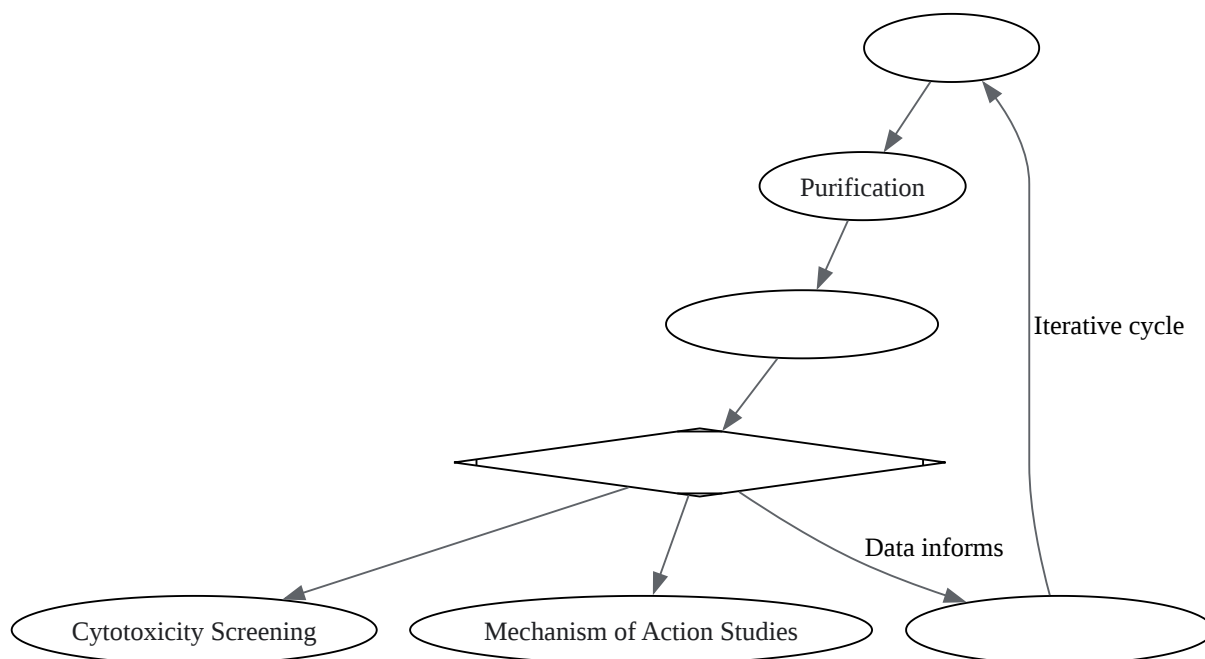 Purification
Iterative cycle
Data informs
Cytotoxicity Screening
Mechanism of Action Studies